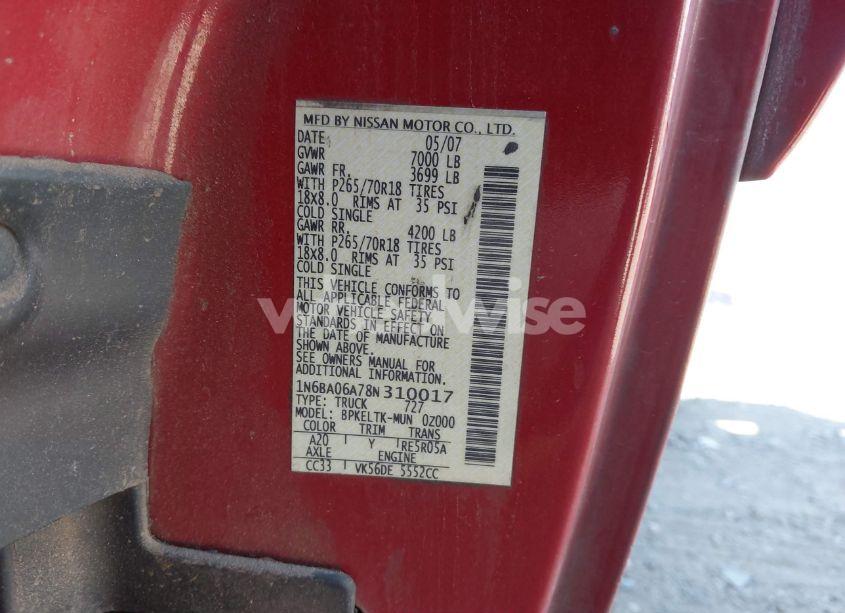 MFD BY NISSAN MOTOR CO., LTD.
DATE 05/07
GVWR 7000 LB
GAWR FR. 3699 LB
WITH P265/70R18 TIRES
18X8.0 RIMS AT 35 PSI
COLD SINGLE
GAWR RR. 4200 LB
WITH P265/70R18 TIRES
18X8.0 RIMS AT 35 PSI
COLD SINGLE
THIS VEHICLE CONFORMS TO
ALL APPLICABLE FEDERAL
MOTOR VEHICLE SAFETY
STANDARDS IN EFFECT ON
THE DATE OF MANUFACTURE
SHOWN ABOVE.
SEE OWNERS MANUAL FOR
ADDITIONAL INFORMATION.
1N6BA06A78N310017
TYPE: TRUCK 727
MODEL: BPKELTK-MUN 0Z000
COLOR TRIM TRANS
A20 Y RE5R05A
AXLE ENGINE
CC33 VK56DE 5552CC